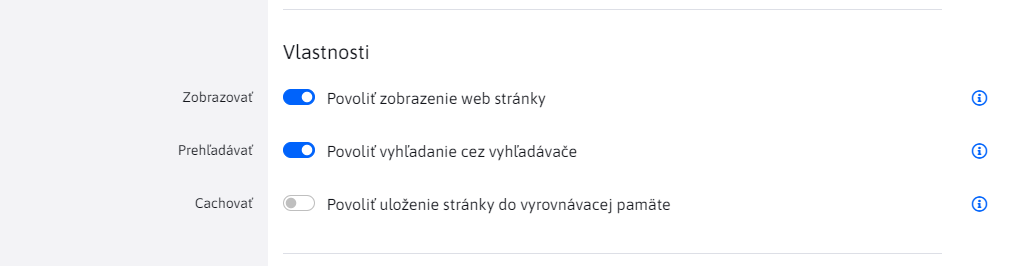 Vlastnosti
Zobrazovať Povoliť zobrazenie web stránky
Prehľadávať Povoliť vyhľadanie cez vyhľadávače
Cachovať Povoliť uloženie stránky do vyrovnávacej pamäte